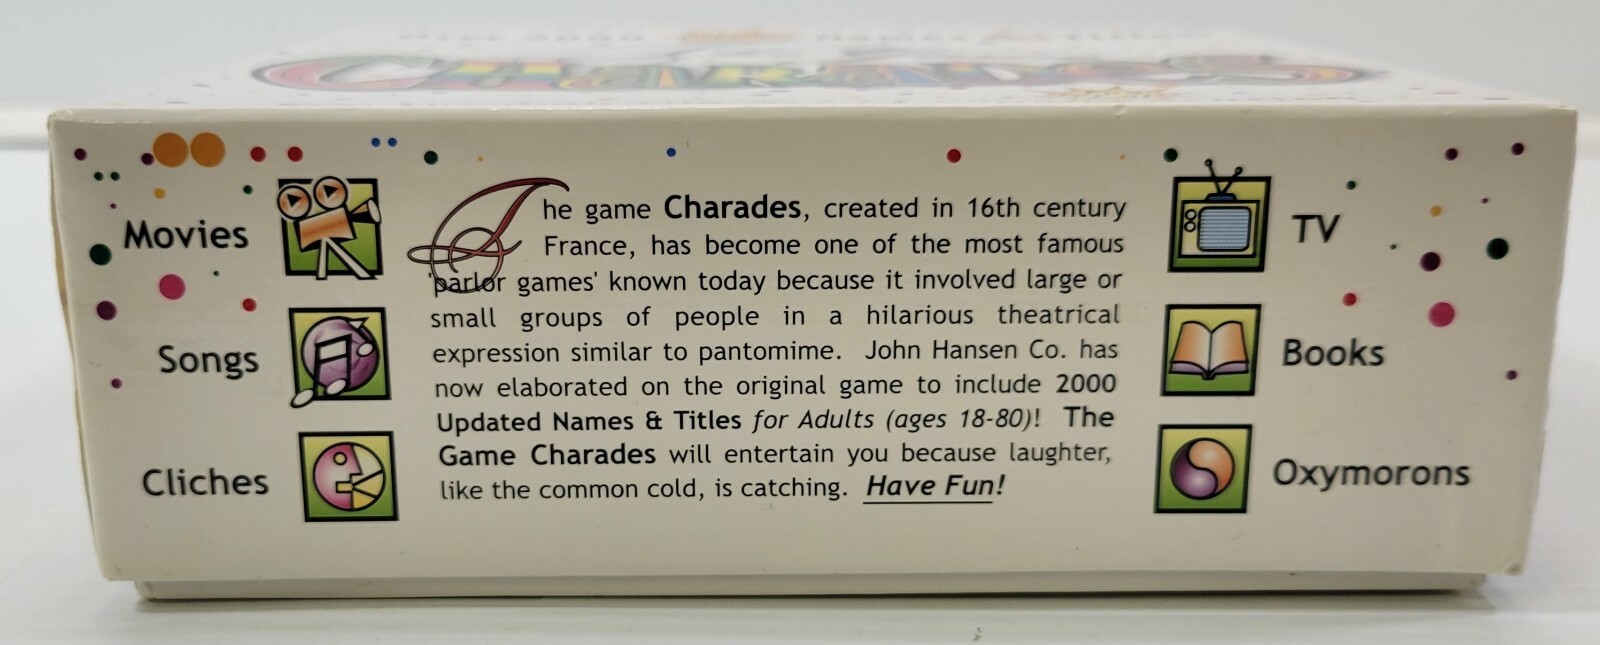 CHARADES
Movies
Songs
Cliches
The game Charades, created in 16th century
France, has become one of the most famous
'parlor games' known today because it involved large or
small groups of people in a hilarious theatrical
expression similar to pantomime. John Hansen Co. has
now elaborated on the original game to include 2000
Updated Names & Titles for Adults (ages 18-80)! The
Game Charades will entertain you because laughter,
like the common cold, is catching. Have Fun!
TV
Books
Oxymorons